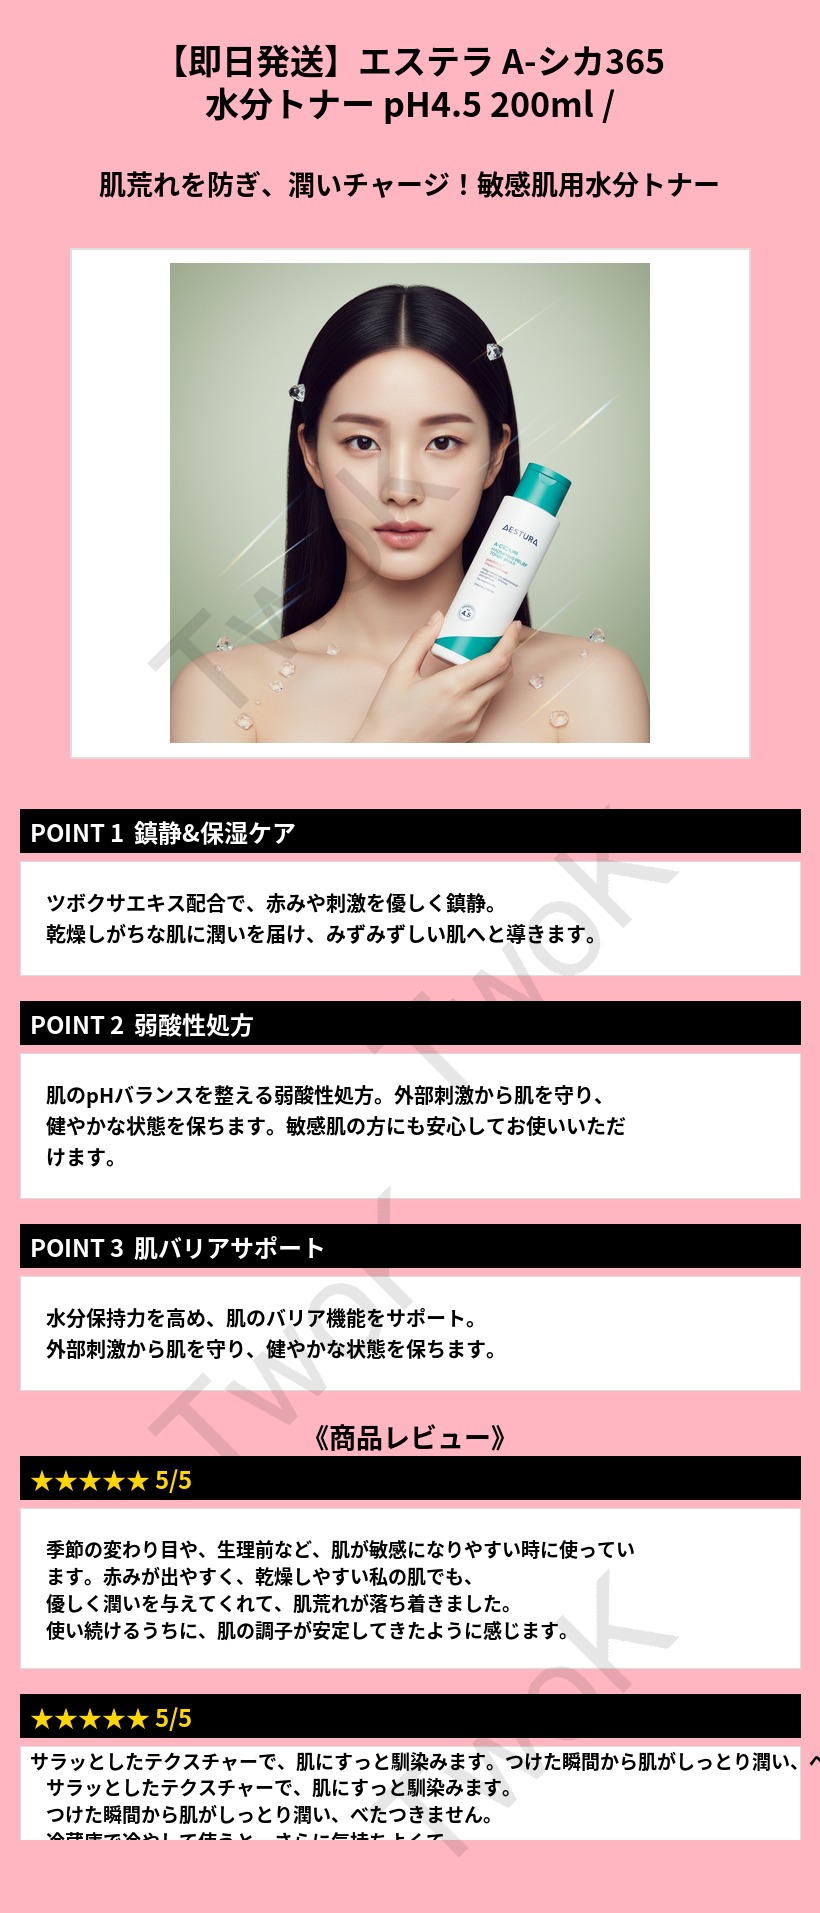 【即日発送】エステラ A-シカ365
水分トナー pH4.5 200ml /
肌荒れを防ぎ、潤いチャージ！敏感肌用水分トナー
AESTURA
4.5
TwoK
POINT 1 鎮静&保湿ケア
ツボクサエキス配合で、赤みや刺激を優しく鎮静。
乾燥しがちな肌に潤いを届け、みずみずしい肌へと導きます。
TwoK
POINT 2 弱酸性処方
肌のpHバランスを整える弱酸性処方。外部刺激から肌を守り、
健やかな状態を保ちます。敏感肌の方にも安心してお使いいただ
けます。
POINT 3 肌バリアサポート
水分保持力を高め、肌のバリア機能をサポート。
外部刺激から肌を守り、健やかな状態を保ちます。
TwoK
《商品レビュー》
★★★★★ 5/5
季節の変わり目や、生理前など、肌が敏感になりやすい時に使ってい
ます。赤みが出やすく、乾燥しやすい私の肌でも、
優しく潤いを与えてくれて、肌荒れが落ち着きました。
使い続けるうちに、肌の調子が安定してきたように感じます。
TwoK
★★★★★ 5/5
サラッとしたテクスチャーで、肌にすっと馴染みます。つけた瞬間から肌がしっとり潤い、べ
サラッとしたテクスチャーで、肌にすっと馴染みます。
つけた瞬間から肌がしっとり潤い、べたつきません。
冷蔵庫で冷やして使うと、さらに気持ちよくて